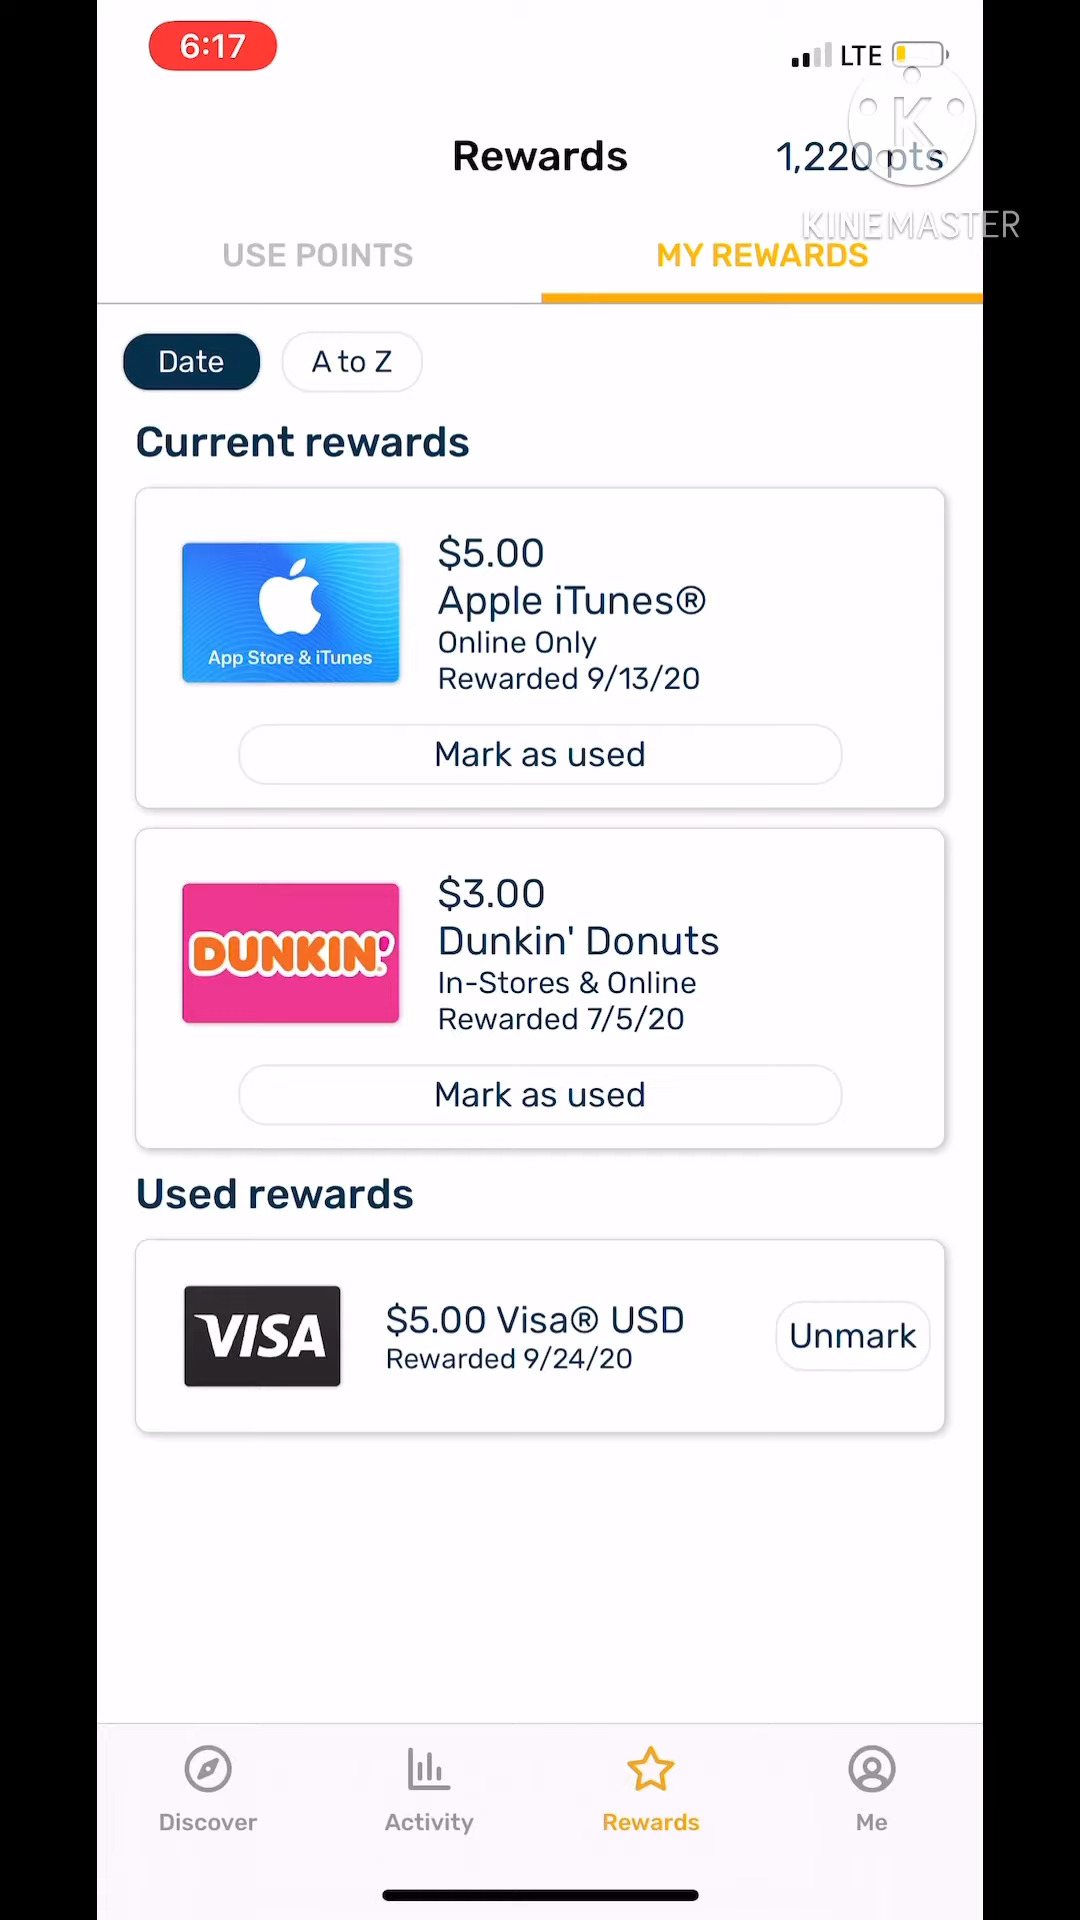 6:17
LTE
K
KINEMASTER
Rewards
1,220 pts
USE POINTS
MY REWARDS
Date
A to Z
Current rewards
App Store & iTunes
$5.00
Apple iTunes®
Online Only
Rewarded 9/13/20
Mark as used
DUNKIN'
$3.00
Dunkin' Donuts
In-Stores & Online
Rewarded 7/5/20
Mark as used
Used rewards
VISA
$5.00 Visa® USD
Rewarded 9/24/20
Unmark
Discover
Activity
Rewards
Me